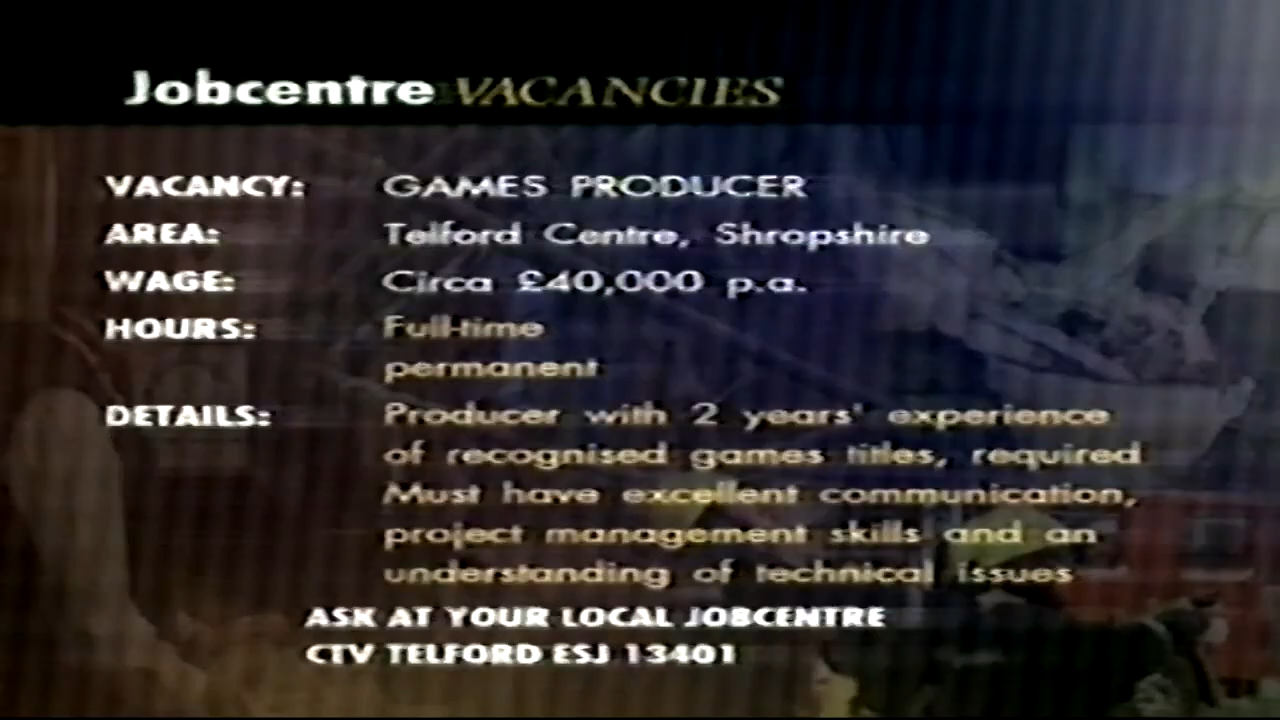 Jobcentre VACANCIES
VACANCY: GAMES PRODUCER
AREA: Telford Centre, Shropshire
WAGE: Circa £40,000 p.a.
HOURS: Full-time
permanent
DETAILS: Producer with 2 years' experience
of recognised games titles, required
Must have excellent communication,
project management skills and an
understanding of technical issues
ASK AT YOUR LOCAL JOBCENTRE
CTV TELFORD ESJ 13401